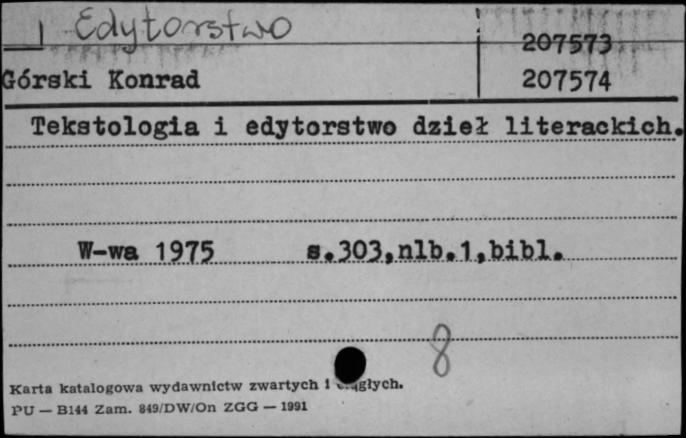 Edytorstwo
207573
Górski Konrad 207574
Tekstologia i edytorstwo dzieł literackich.
W-wa 1975 s.303,nlb.1,bibl.
8
Karta katalogowa wydawnictw zwartych i
PU — B144 Zam. 849/DW/On ZGG — 1991